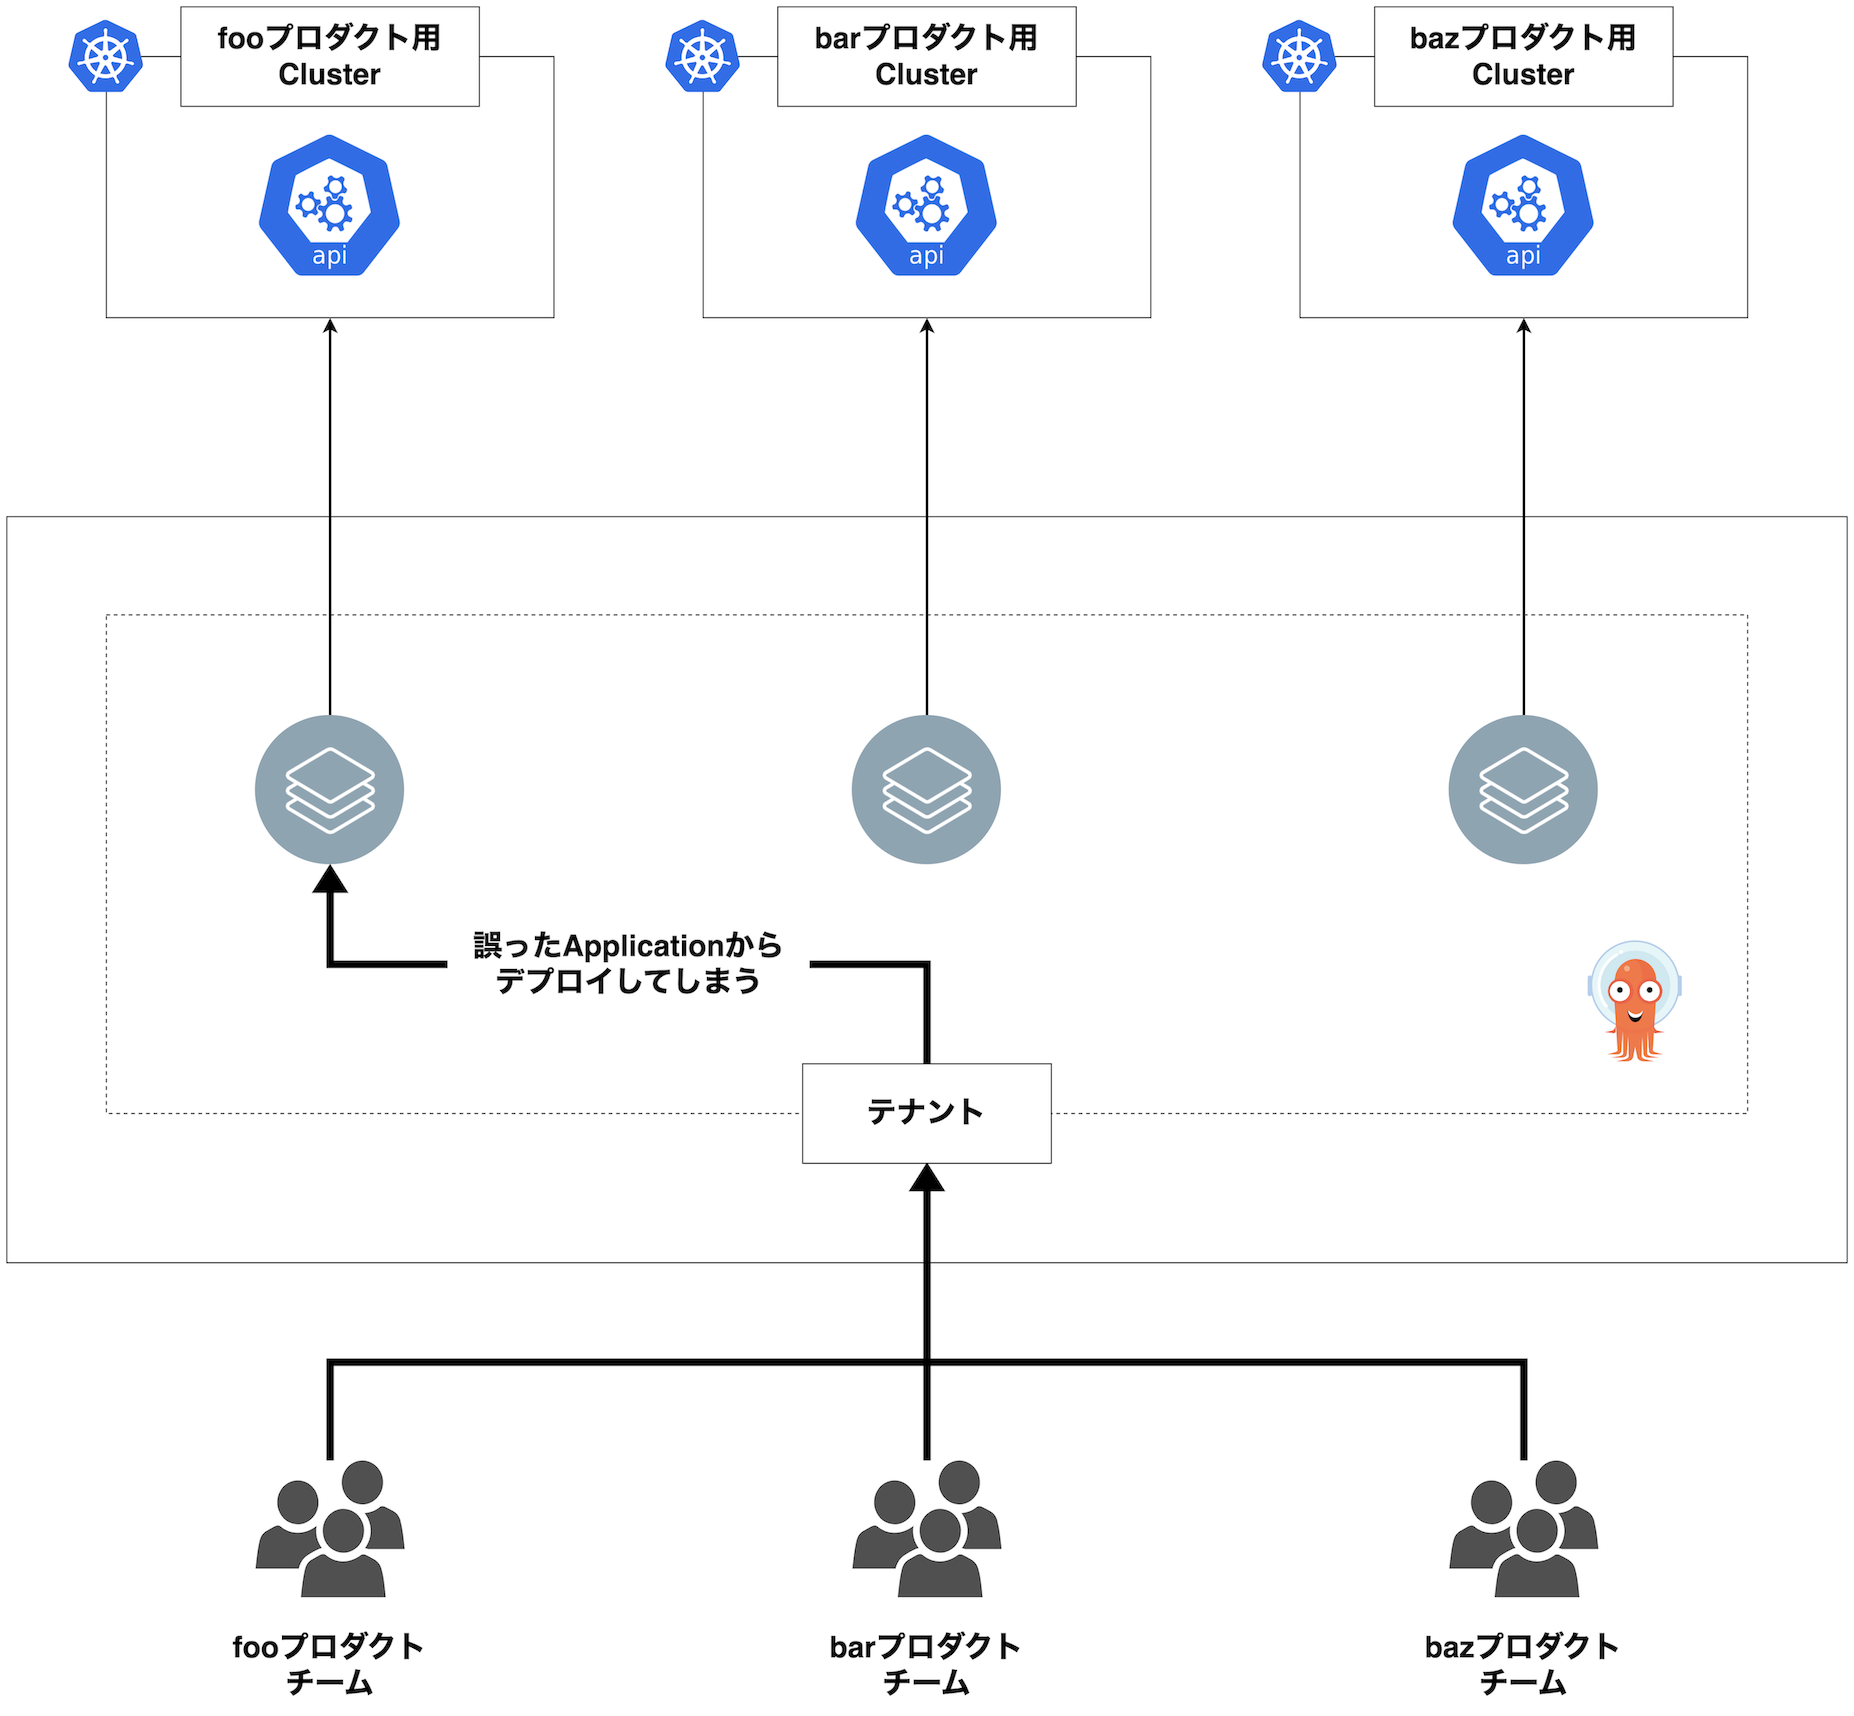 fooプロダクト用
Cluster
barプロダクト用
Cluster
bazプロダクト用
Cluster
api
api
api
誤ったApplicationから
デプロイしてしまう
テナント
fooプロダクト
チーム
barプロダクト
チーム
bazプロダクト
チーム